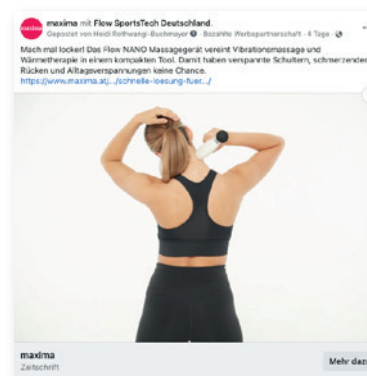 maxima mit Flow SportsTech Deutschland.
Gepostet von Heidi Rothwangl-Buchmayer · Bezahlte Werbepartnerschaft · 4 Tage ·
Mach mal locker! Das Flow NANO Massagegerät vereint Vibrationsmassage und
Wärmetherapie in einem kompakten Tool. Damit haben verspannte Schultern, schmerzender
Rücken und Alltagsverspannungen keine Chance.
https://www.maxima.at/.../schnelle-loesung-fuer.../
maxima
Zeitschrift
Mehr daz